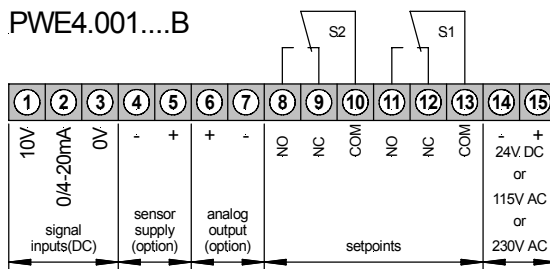 PWE4.001....B
S2
S1
1 2 3 4 5 6 7 8 9 10 11 12 13 14 15
10V
0/4-20mA
0V
- +
+ -
NO
NC
COM
NO
NC
COM
- +
24V. DC
or
115V AC
or
230V AC
signal
inputs(DC)
sensor
supply
(option)
analog
output
(option)
setpoints